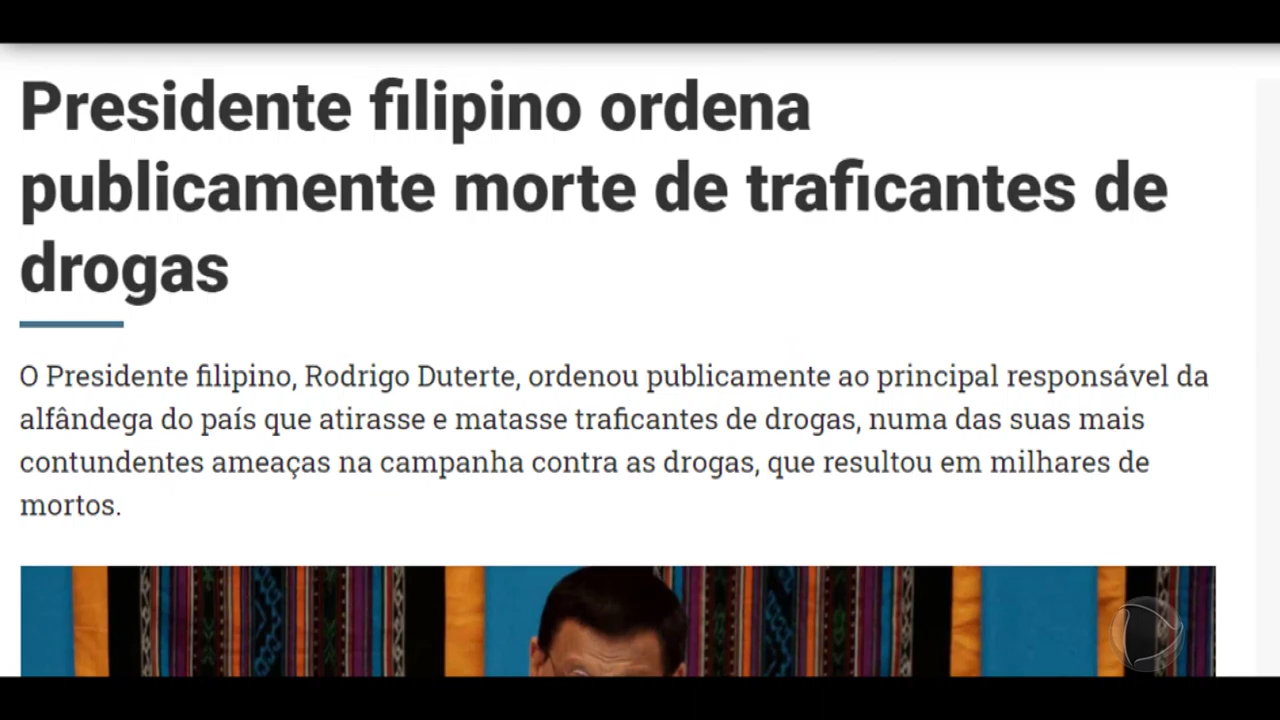 Presidente filipino ordena
publicamente morte de traficantes de
drogas
O Presidente filipino, Rodrigo Duterte, ordenou publicamente ao principal responsável da
alfândega do país que atirasse e matasse traficantes de drogas, numa das suas mais
contundentes ameaças na campanha contra as drogas, que resultou em milhares de
mortos.